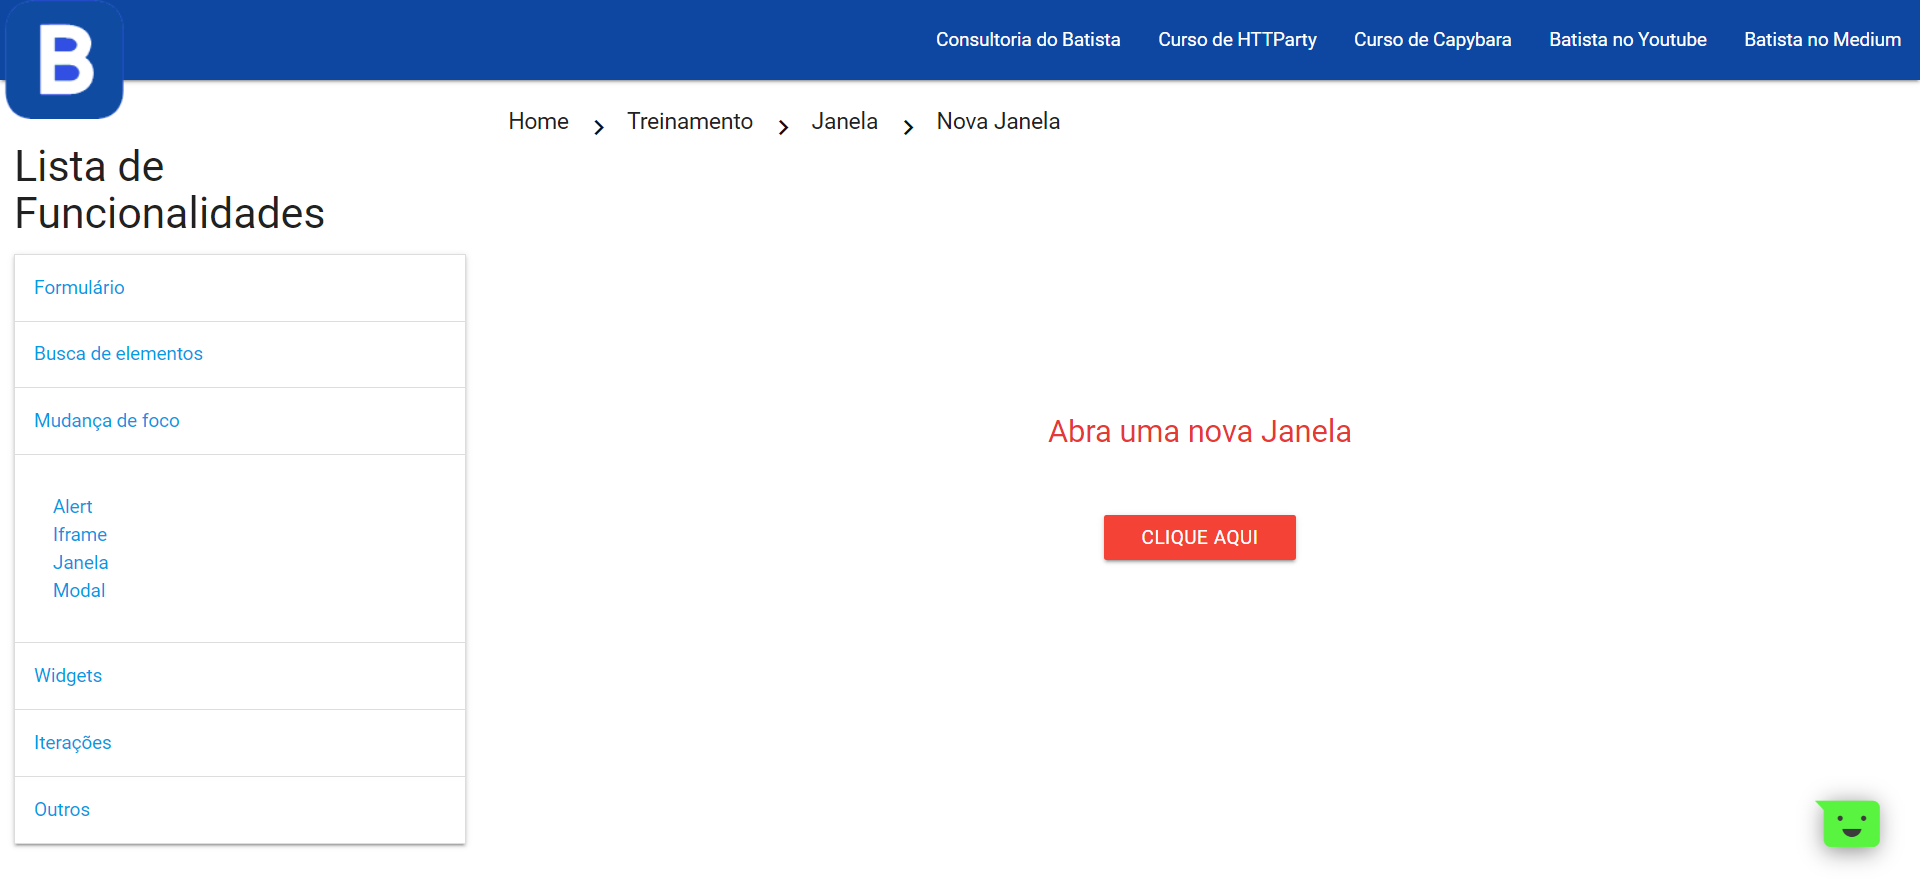 B
Consultoria do Batista Curso de HTTParty Curso de Capybara Batista no Youtube Batista no Medium
Home Treinamento Janela Nova Janela
Lista de
Funcionalidades
Formulário
Busca de elementos
Mudança de foco
Alert
Iframe
Janela
Modal
Widgets
Iterações
Outros
Abra uma nova Janela
CLIQUE AQUI